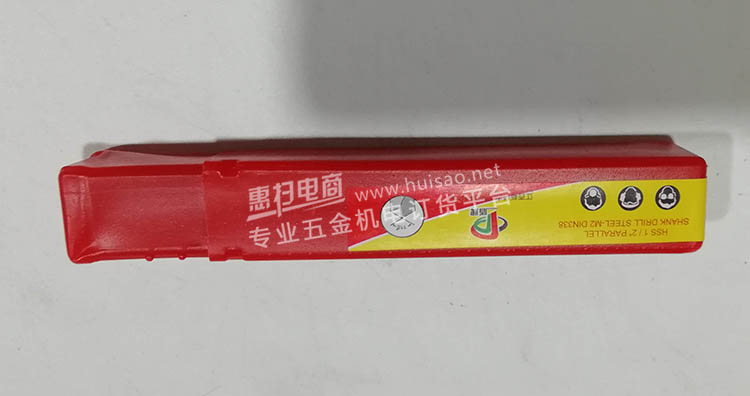 惠扫电商
www.huisao.net
专业五金机电订货平台
HSS 1/2" PARALLEL
SHANK DRILL STEEL-M2 DIN338